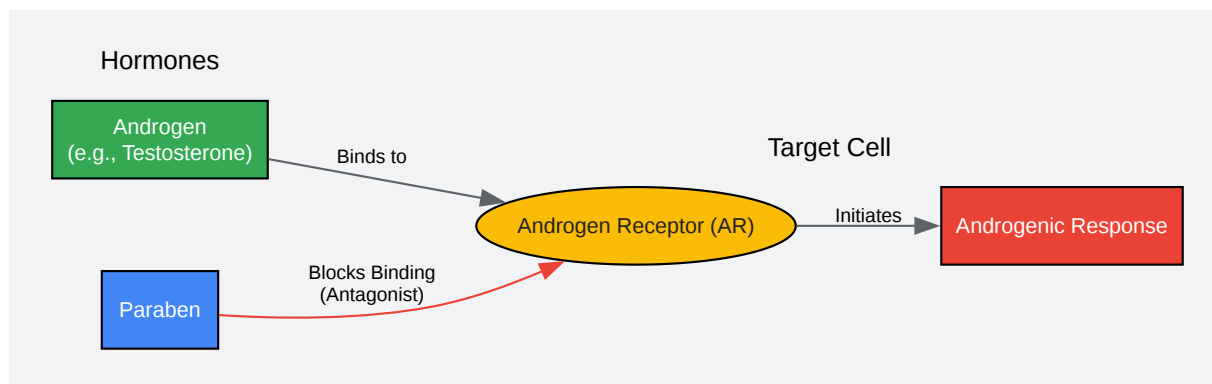 Hormones
Androgen
(e.g., Testosterone)
Binds to
Target Cell
Androgen Receptor (AR)
Initiates
Androgenic Response
Blocks Binding
(Antagonist)
Paraben